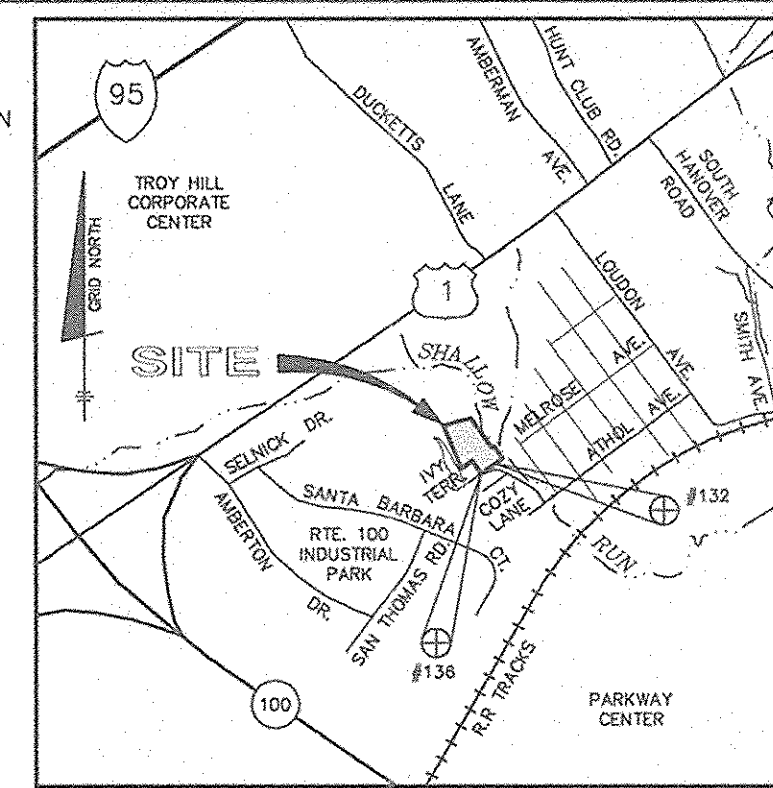 N
95
TROY HILL
CORPORATE
CENTER
GRID NORTH
DUCKETTS
LANE
AMBERMAN
AVE.
HUNT CLUB RD.
SOUTH
HANOVER
ROAD
1
LOUDON
AVE.
SMITH AVE.
SITE
SHALLOW
RUN
MELROSE AVE.
ATHOL AVE.
SELNICK DR.
IVY
TERR.
COZY
LANE
#132
SANTA BARBARA
CT.
AMBERTON
DR.
RTE. 100
INDUSTRIAL
PARK
SAN THOMAS RD.
#136
R.R TRACKS
100
PARKWAY
CENTER